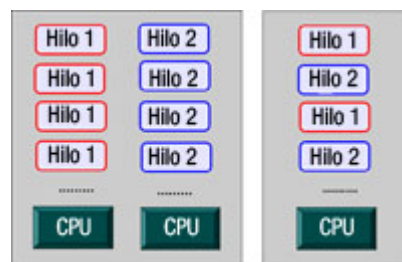 Hilo 1 Hilo 2
Hilo 1 Hilo 2
Hilo 1 Hilo 2
Hilo 1 Hilo 2
......... .........
CPU CPU
Hilo 1
Hilo 2
Hilo 1
Hilo 2
.........
CPU